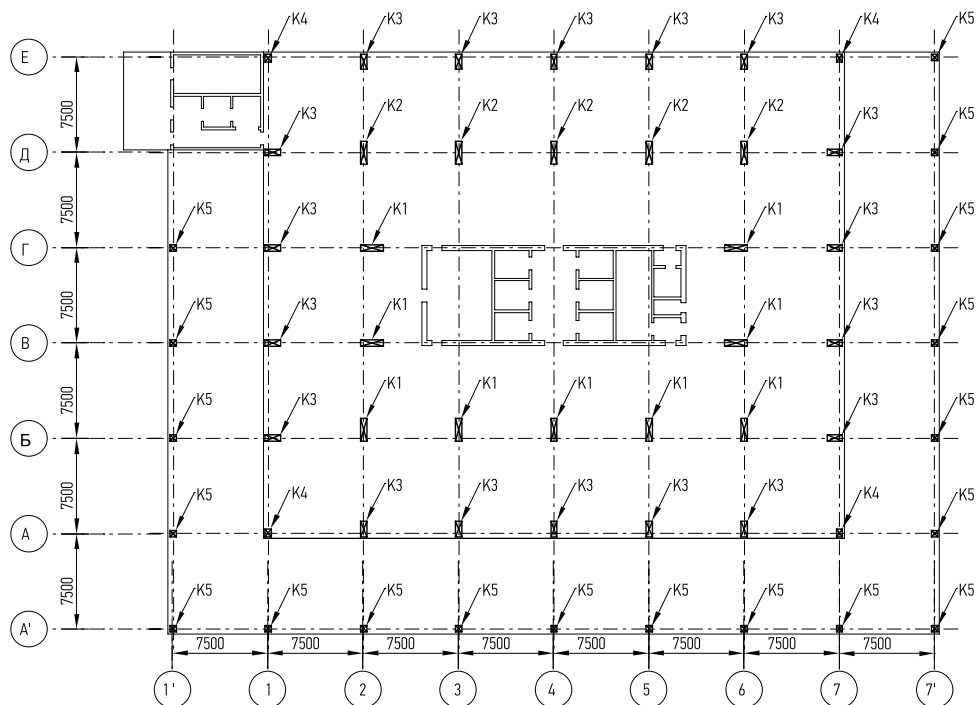 К4 К3 К3 К3 К3 К3 К4 К5
Е
7500
К3 К2 К2 К2 К2 К2 К3 К5
Д
7500
К5 К3 К1 К1 К3 К5
Г
7500
К5 К3 К1 К1 К3 К5
В
7500
К5 К3 К1 К1 К1 К1 К1 К3 К5
Б
7500
К5 К4 К3 К3 К3 К3 К3 К4 К5
А
7500
К5 К5 К5 К5 К5 К5 К5 К5 К5
А'
7500 7500 7500 7500 7500 7500 7500 7500
1' 1 2 3 4 5 6 7 7'